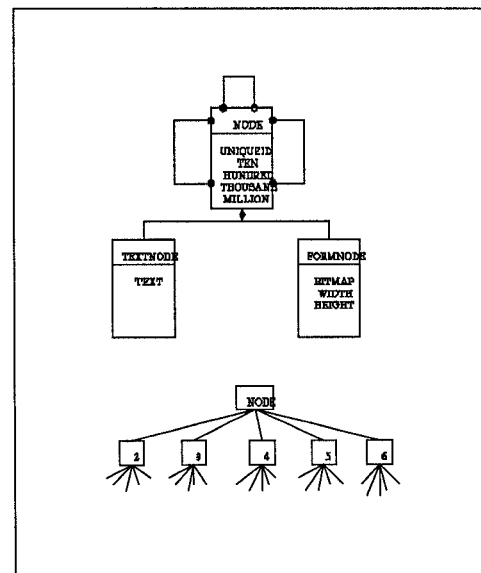 NODE
UNIQUEID
TEN
HUNDRED
THOUSAND
MILLION
TEXTNODE
TEXT
FORMNODE
BITMAP
WIDTH
HEIGHT
NODE
2 3 4 5 6